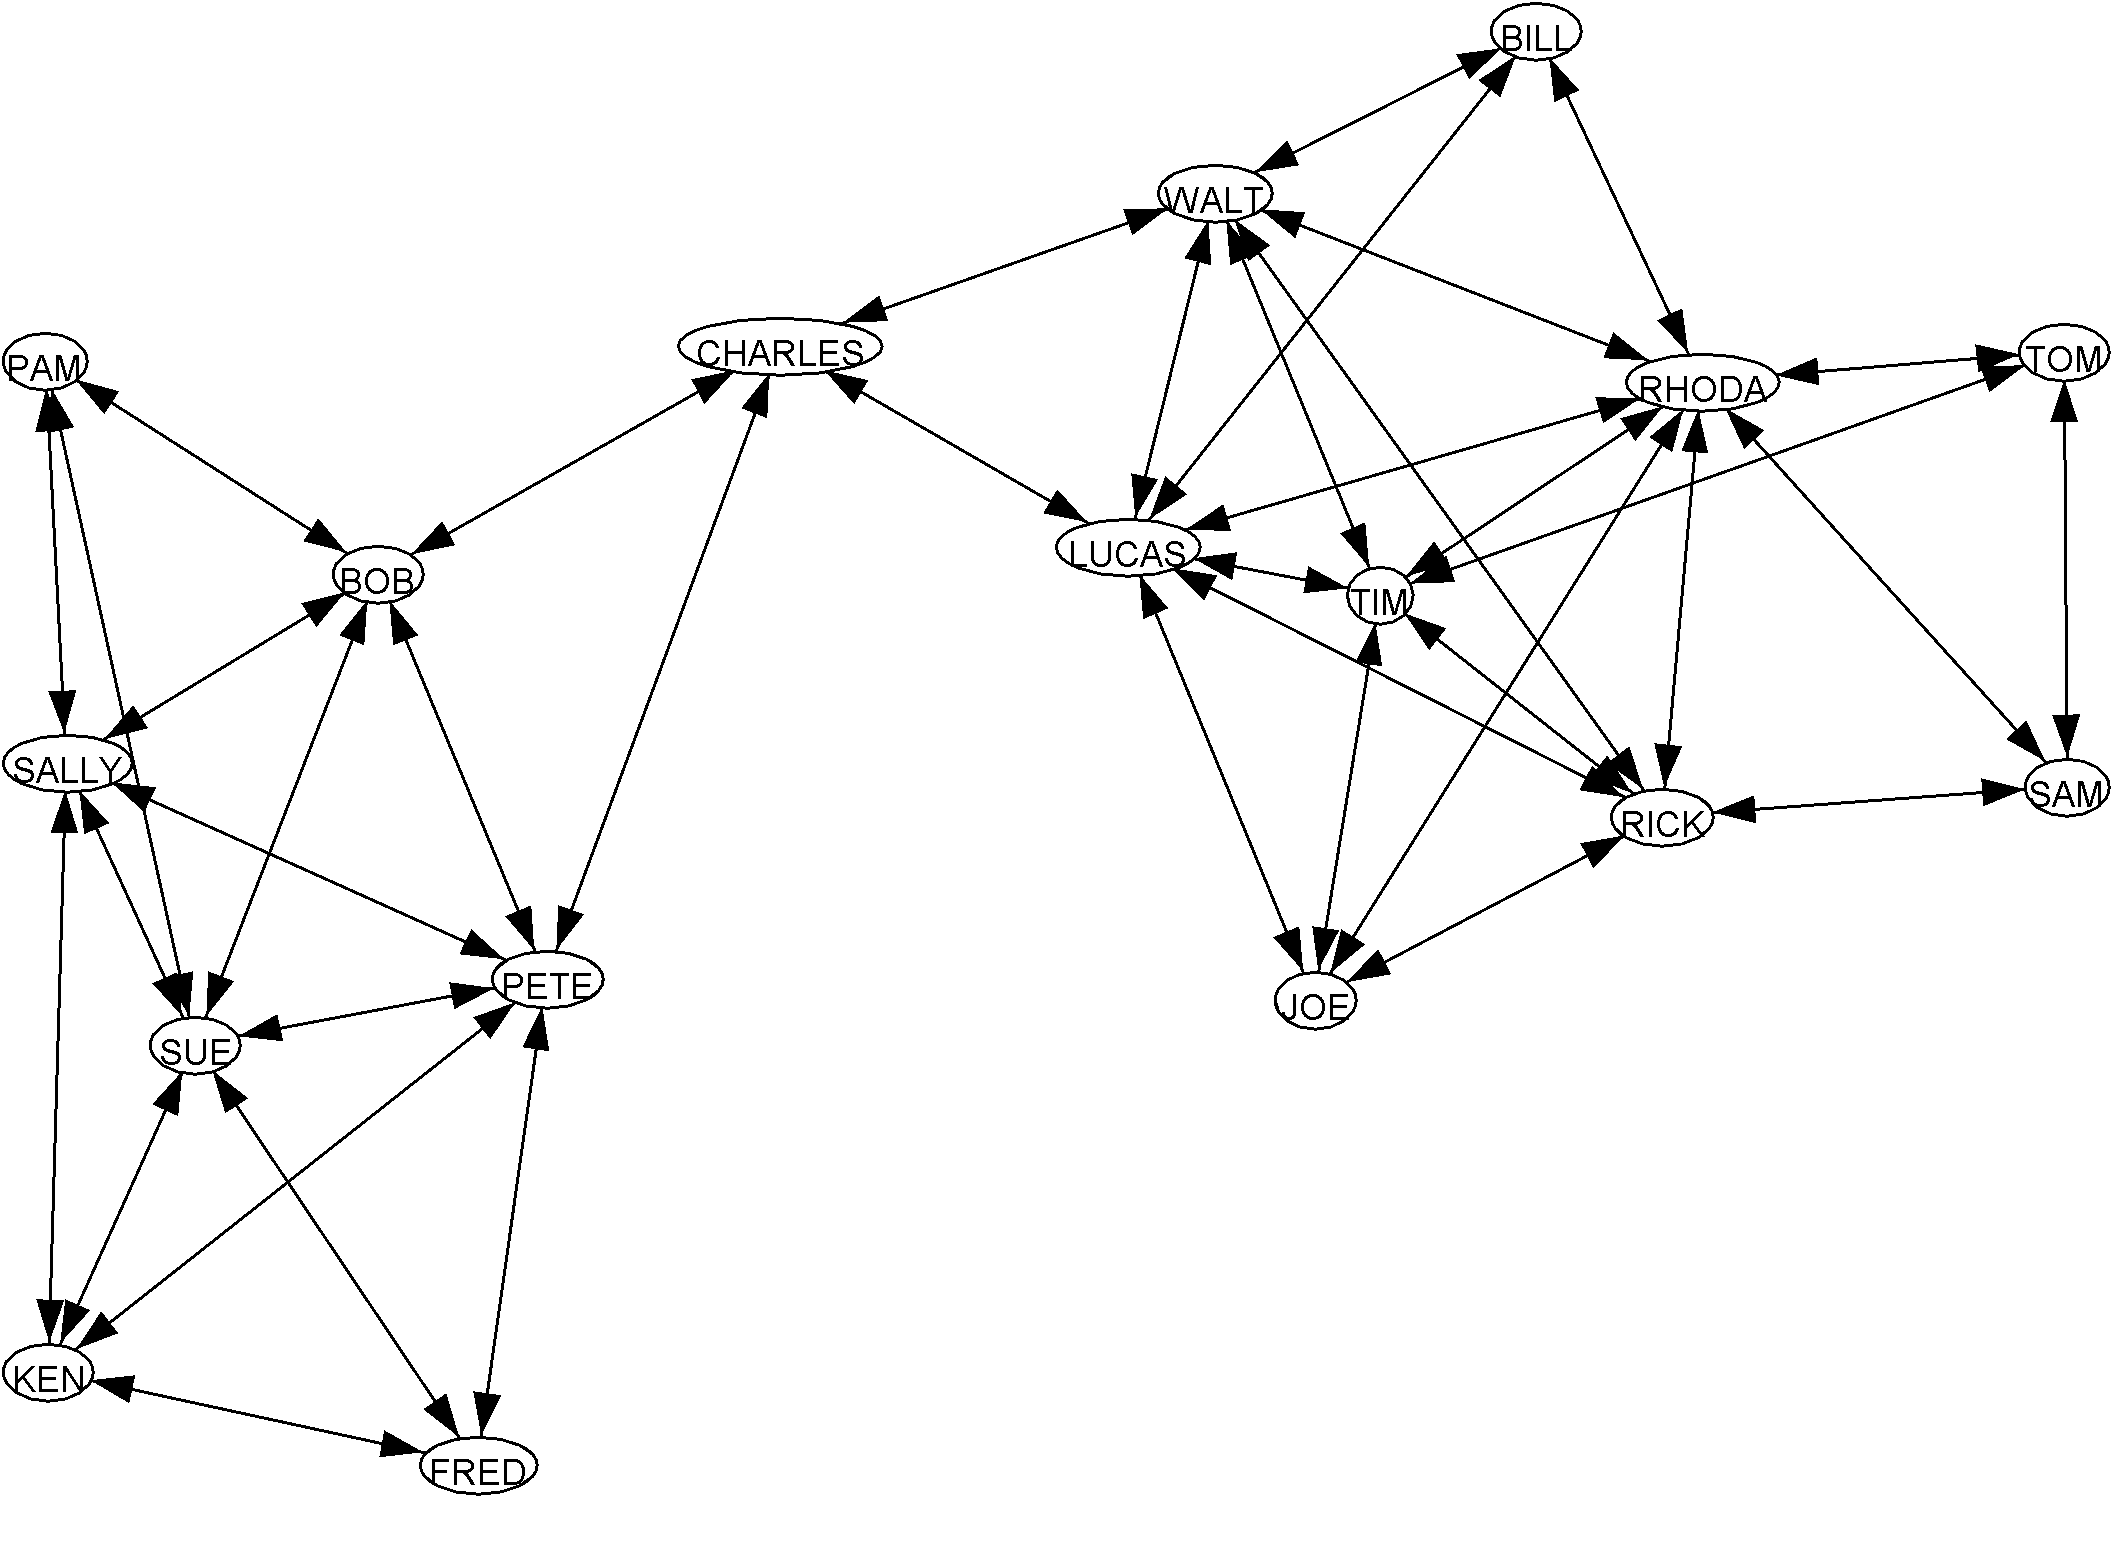 BILL
WALT
CHARLES
PAM
RHODA
TOM
BOB
LUCAS
TIM
SALLY
RICK
SAM
PETE
JOE
SUE
KEN
FRED